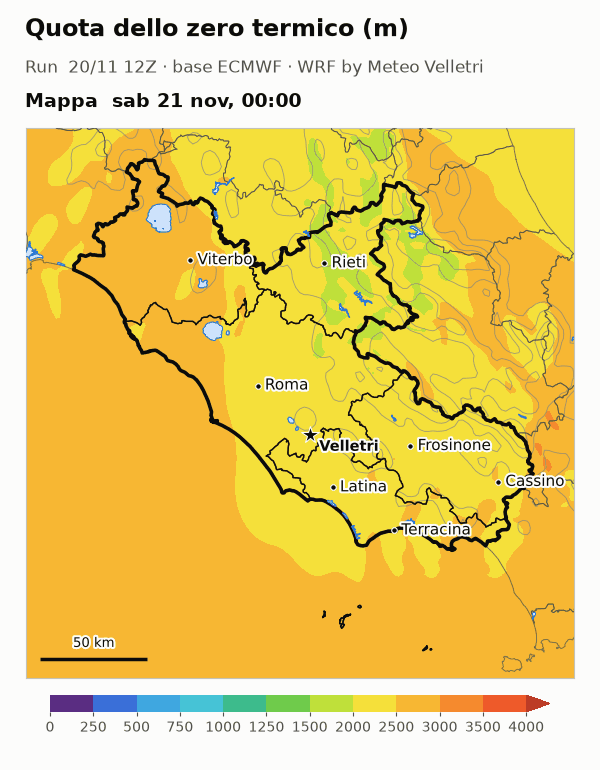 Quota dello zero termico (m)
Run 20/11 12Z · base ECMWF · WRF by Meteo Velletri
Mappa sab 21 nov, 00:00
Viterbo
Rieti
Roma
Velletri
Frosinone
Latina
Cassino
Terracina
50 km
0 250 500 750 1000 1250 1500 2000 2500 3000 3500 4000